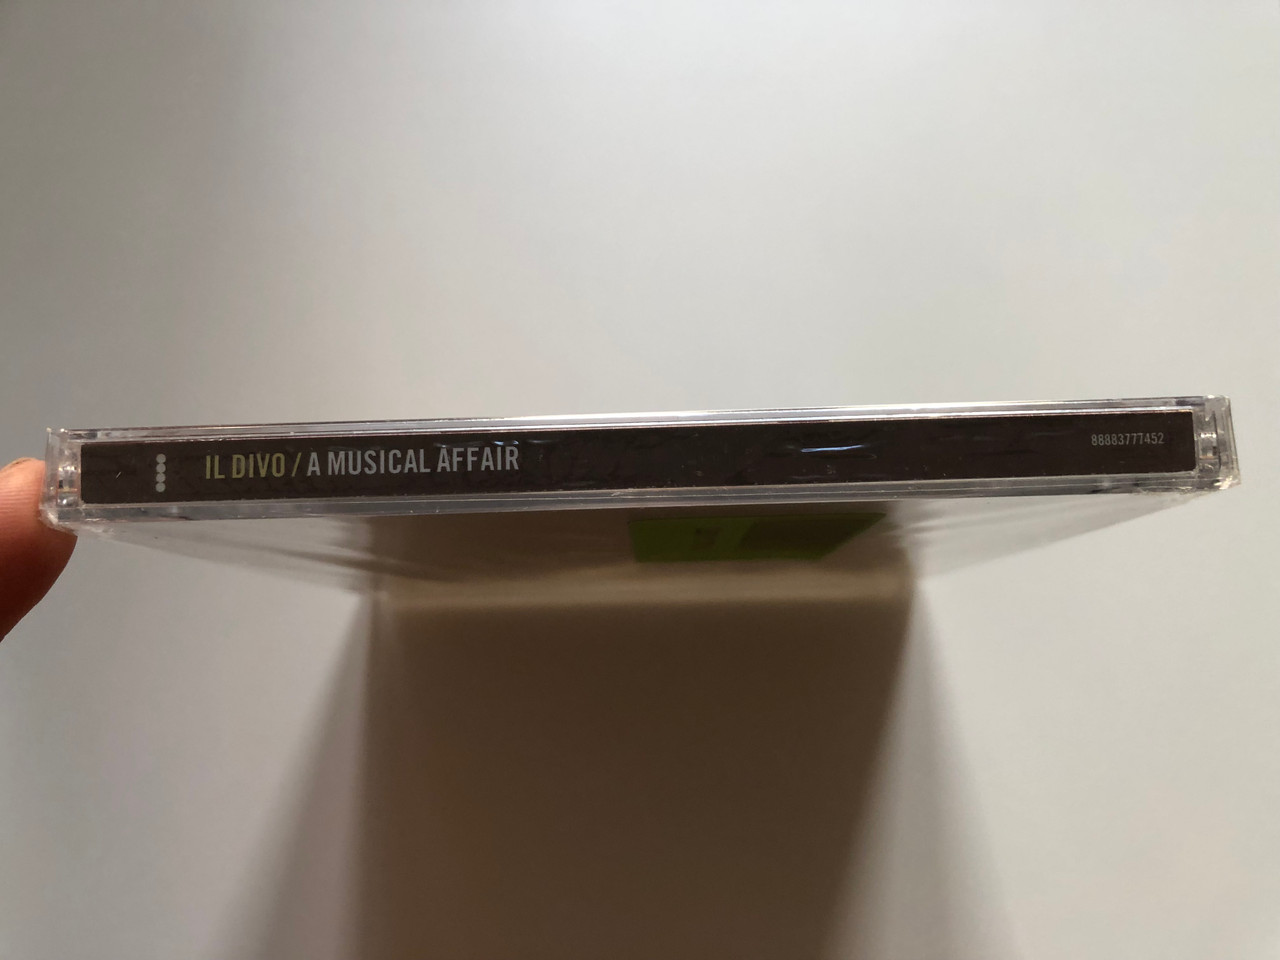 IL DIVO / A MUSICAL AFFAIR
88883777452